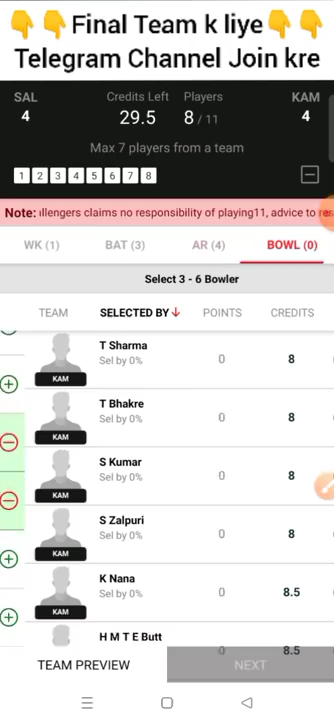 👇👇Final Team k liye👇👇
Telegram Channel Join kre
SAL Credits Left Players KAM
4 29.5 8 / 11 4
Max 7 players from a team
1 2 3 4 5 6 7 8
Note: allengers claims no responsibility of playing11, advice to res
WK (1) BAT (3) AR (4) BOWL (0)
Select 3 - 6 Bowler
TEAM SELECTED BY↓ POINTS CREDITS
T Sharma
Sel by 0% 0 8
KAM
T Bhakre
Sel by 0% 0 8
KAM
S Kumar
Sel by 0% 0 8
KAM
S Zalpuri
Sel by 0% 0 8
KAM
K Nana
Sel by 0% 0 8.5
KAM
H M T E Butt
0 8.5
TEAM PREVIEW NEXT